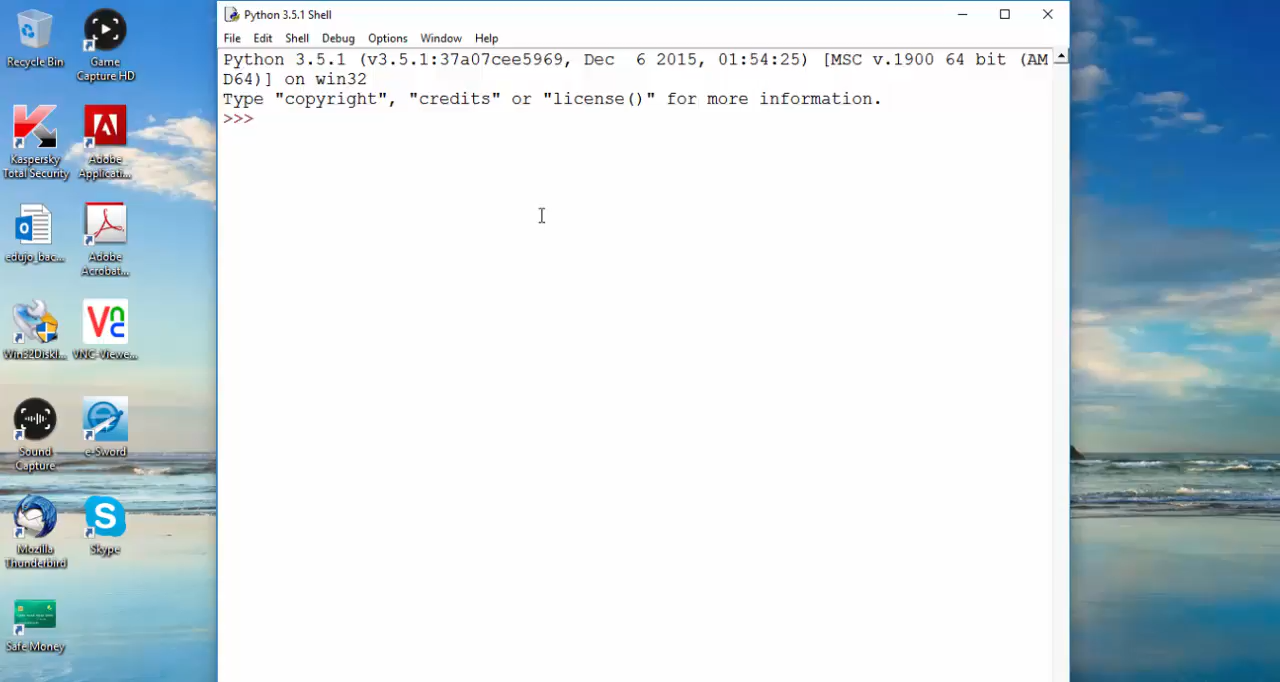 Python 3.5.1 Shell
File Edit Shell Debug Options Window Help
Python 3.5.1 (v3.5.1:37a07cee5969, Dec  6 2015, 01:54:25) [MSC v.1900 64 bit (AM
D64)] on win32
Type "copyright", "credits" or "license()" for more information.
>>>
Recycle Bin
Game
Capture HD
Kaspersky
Total Security
Adobe
Applicati...
edujo_bac...
Adobe
Acrobat...
Win32DiskI...
VNC-Viewe...
Sound
Capture
e-Sword
Mozilla
Thunderbird
Skype
Safe Money